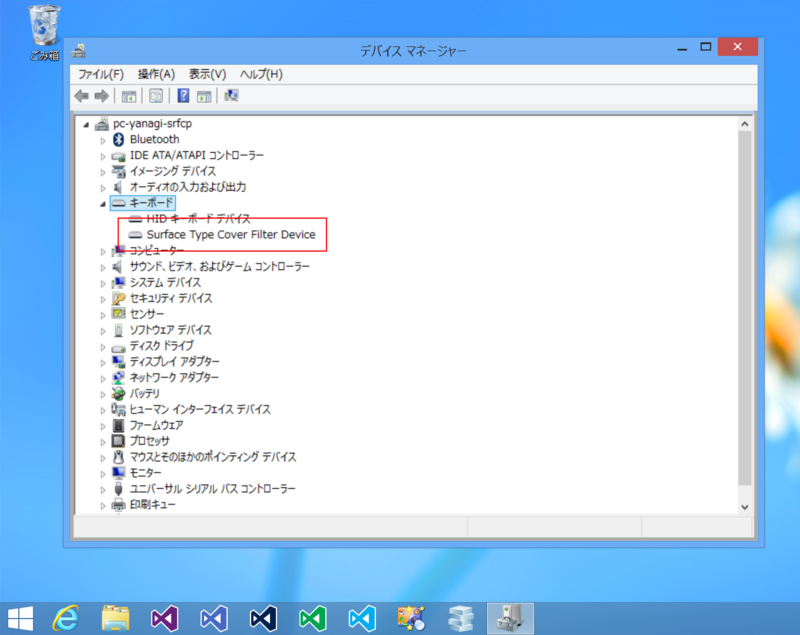 ごみ箱
デバイス マネージャー
ファイル(F) 操作(A) 表示(V) ヘルプ(H)
pc-yanagi-srfcp
Bluetooth
IDE ATA/ATAPI コントローラー
イメージング デバイス
オーディオの入力および出力
キーボード
HID キーボード デバイス
Surface Type Cover Filter Device
コンピューター
サウンド、ビデオ、およびゲーム コントローラー
システム デバイス
セキュリティ デバイス
センサー
ソフトウェア デバイス
ディスク ドライブ
ディスプレイ アダプター
ネットワーク アダプター
バッテリ
ヒューマン インターフェイス デバイス
ファームウェア
プロセッサ
マウスとそのほかのポインティング デバイス
モニター
ユニバーサル シリアル バス コントローラー
印刷キュー